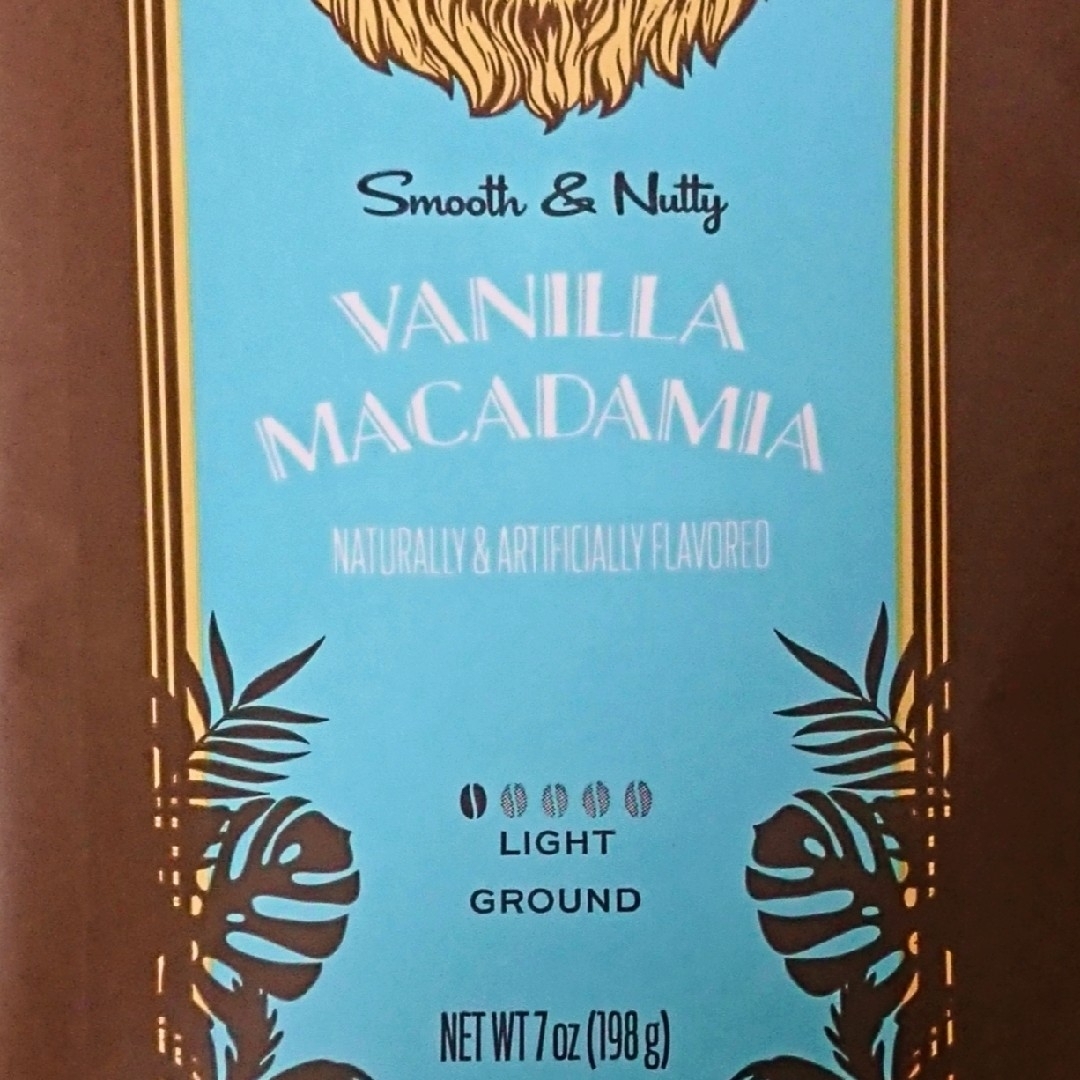 Smooth & Nutty
VANILLA
MACADAMIA
NATURALLY & ARTIFICIALLY FLAVORED
LIGHT
GROUND
NET WT 7 oz (198 g)